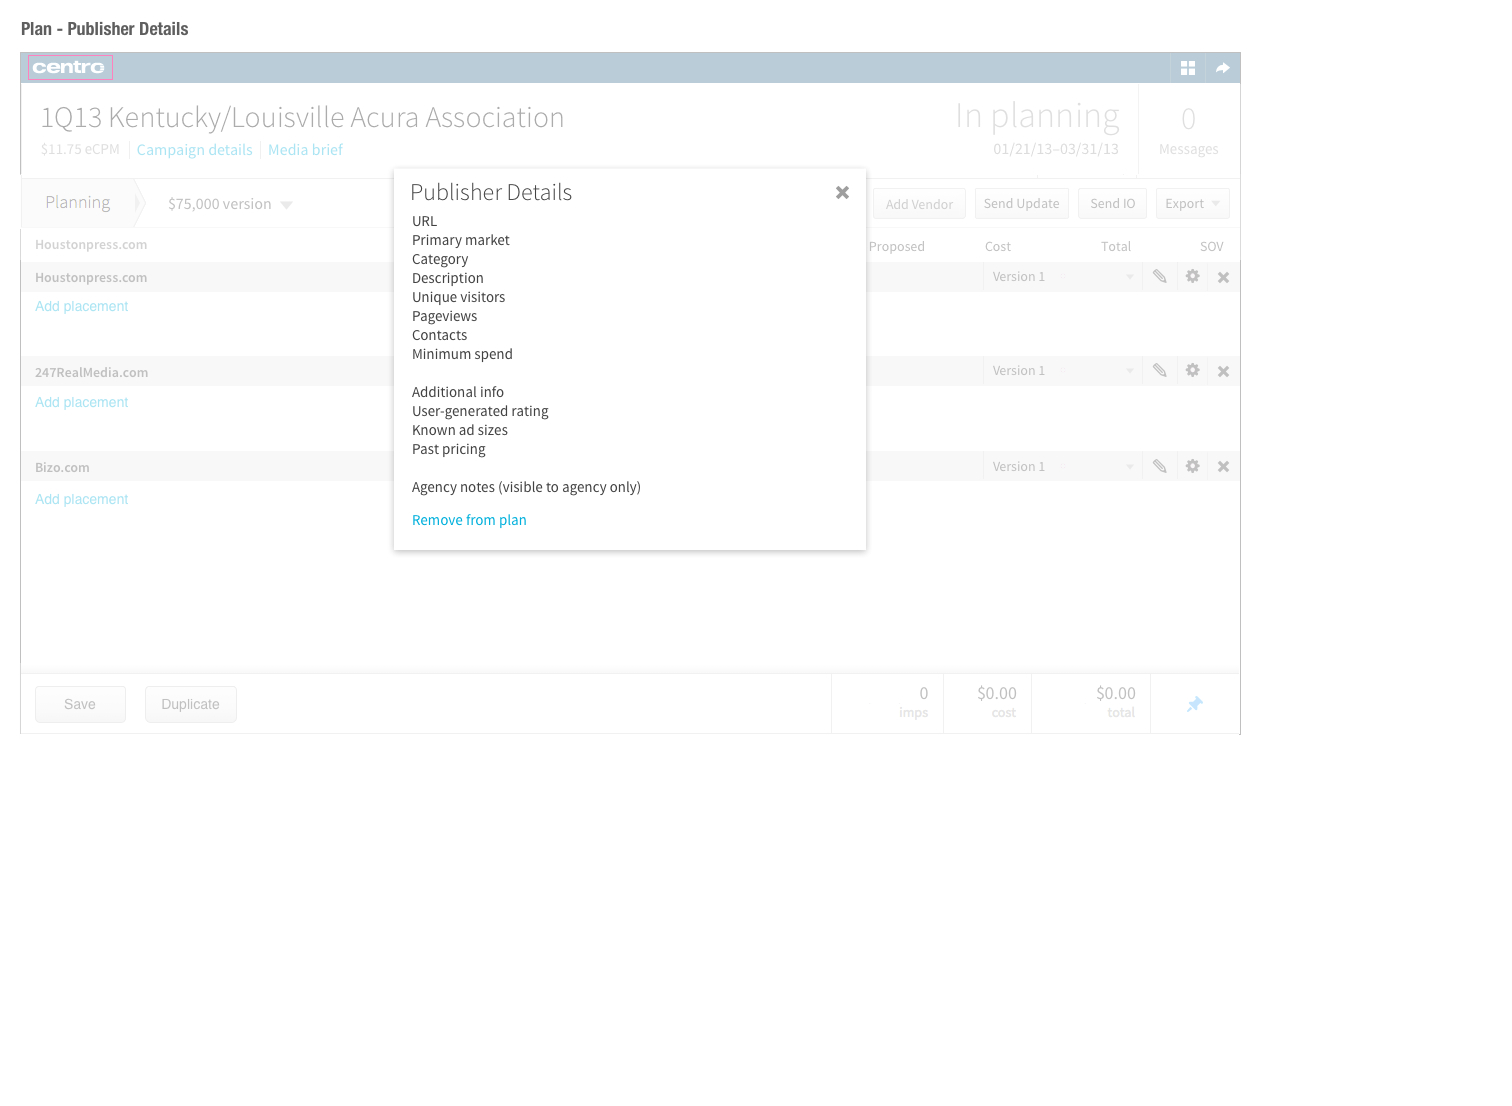 Plan - Publisher Details
centro
1Q13 Kentucky/Louisville Acura Association
In planning
0
$11.75 eCPM Campaign details Media brief
01/21/13–03/31/13
Messages
Planning
$75,000 version
Add Vendor
Send Update
Send IO
Export
Houstonpress.com
Proposed
Cost
Total
SOV
Houstonpress.com
Version 1
Add placement
247RealMedia.com
Version 1
Add placement
Bizo.com
Version 1
Add placement
Publisher Details
URL
Primary market
Category
Description
Unique visitors
Pageviews
Contacts
Minimum spend
Additional info
User-generated rating
Known ad sizes
Past pricing
Agency notes (visible to agency only)
Remove from plan
Save
Duplicate
0
imps
$0.00
cost
$0.00
total